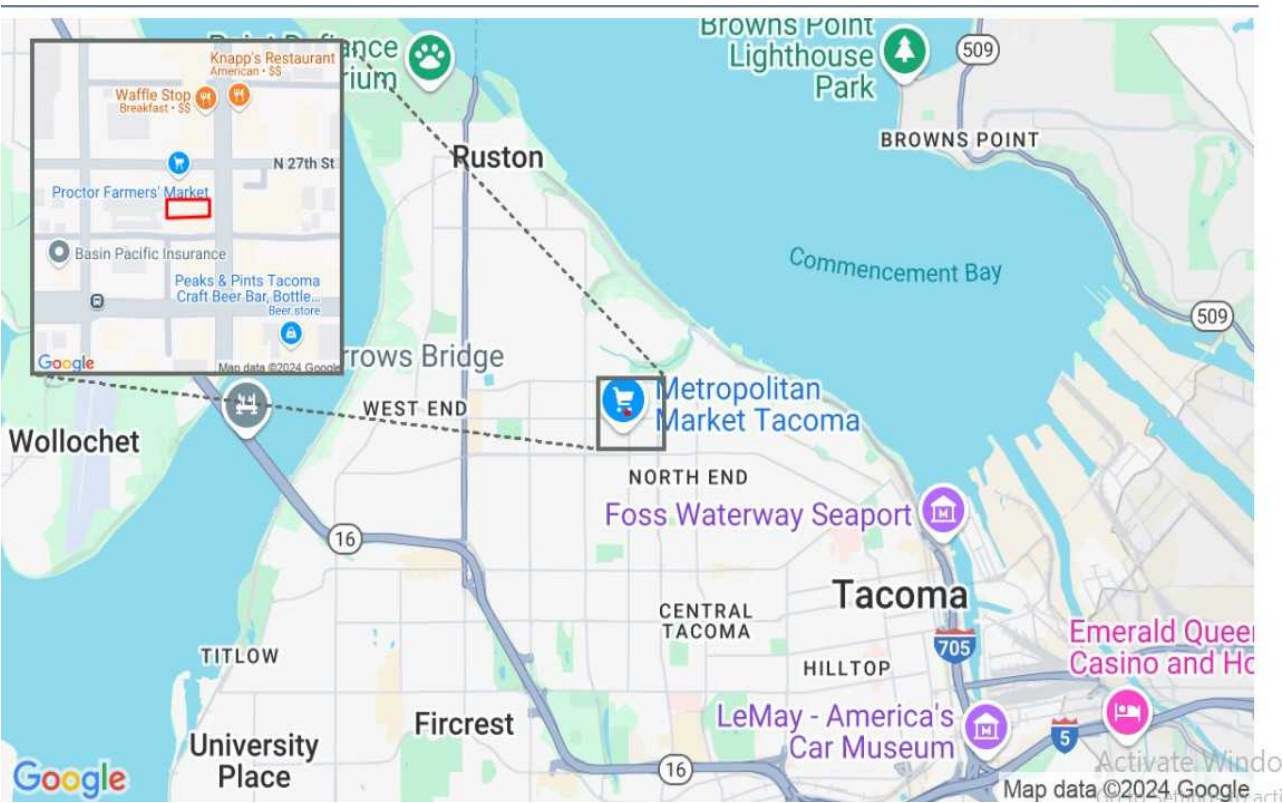 Browns Point
Lighthouse
Park
509
BROWNS POINT
Knapp's Restaurant
American • $$
Waffle Stop
Breakfast • $$
N 27th St
Proctor Farmers' Market
Basin Pacific Insurance
Peaks & Pints Tacoma
Craft Beer Bar, Bottle...
Beer store
Google
Map data ©2024 Google
Ruston
Commencement Bay
509
rrows Bridge
WEST END
Wollochet
Metropolitan
Market Tacoma
NORTH END
Foss Waterway Seaport
16
Tacoma
CENTRAL
TACOMA
705
Emerald Queen
Casino and Ho
TITLOW
HILLTOP
Fircrest
LeMay - America's
Car Museum
5
University
Place
16
Google
Activate Windo
Map data ©2024 Google